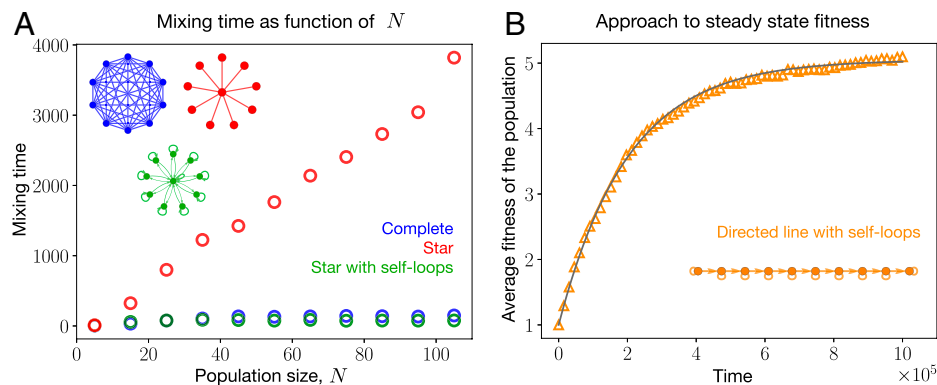 A
Mixing time as function of N
Mixing time
4000
3000
2000
1000
0
Complete
Star
Star with self-loops
0 20 40 60 80 100
Population size, N
B
Approach to steady state fitness
Average fitness of the population
5
4
3
2
1
Directed line with self-loops
0 2 4 6 8 10
Time
×10⁵